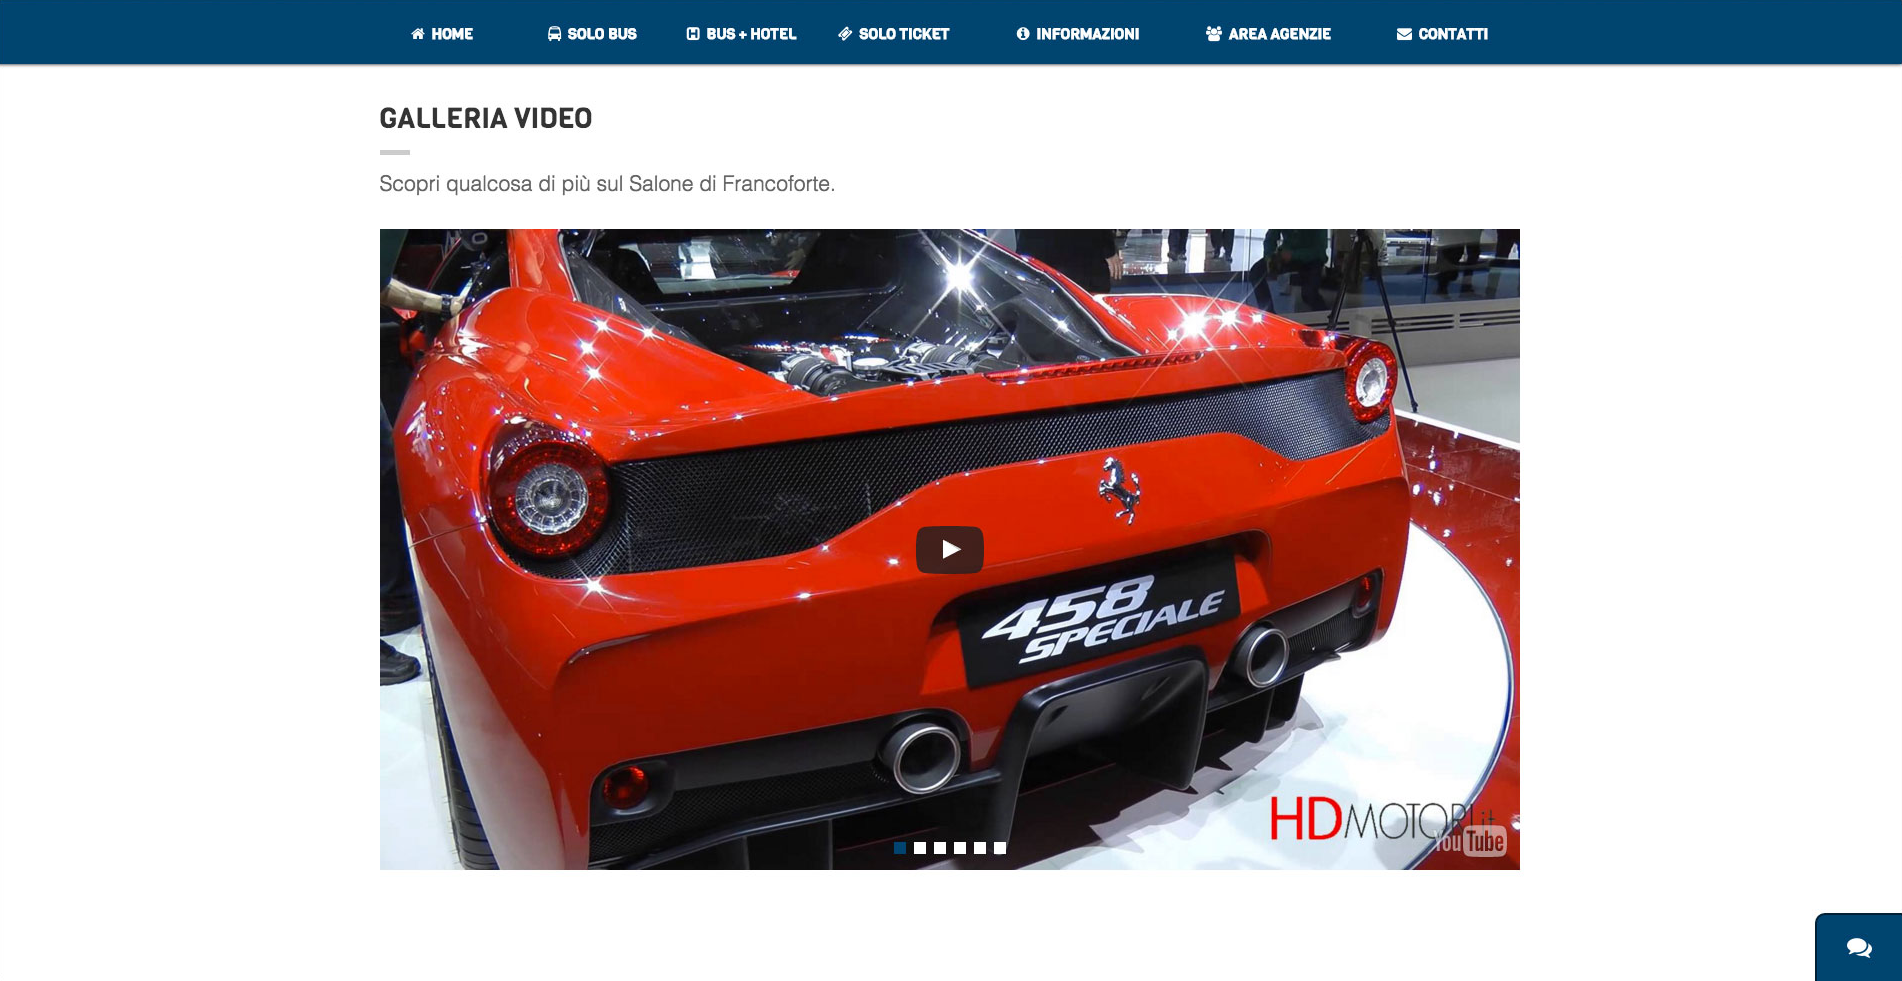 HOME
SOLO BUS
BUS + HOTEL
SOLO TICKET
INFORMAZIONI
AREA AGENZIE
CONTATTI
GALLERIA VIDEO
Scopri qualcosa di più sul Salone di Francoforte.
458
SPECIALE
HDMOTORI.it
YouTube